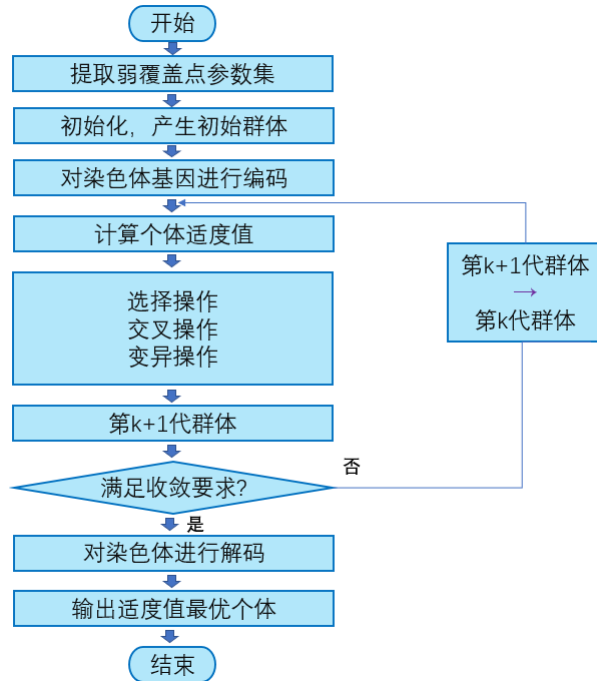 开始
提取弱覆盖点参数集
初始化，产生初始群体
对染色体基因进行编码
计算个体适度值
第k+1代群体
→
第k代群体
选择操作
交叉操作
变异操作
第k+1代群体
满足收敛要求?
否
是
对染色体进行解码
输出适度值最优个体
结束